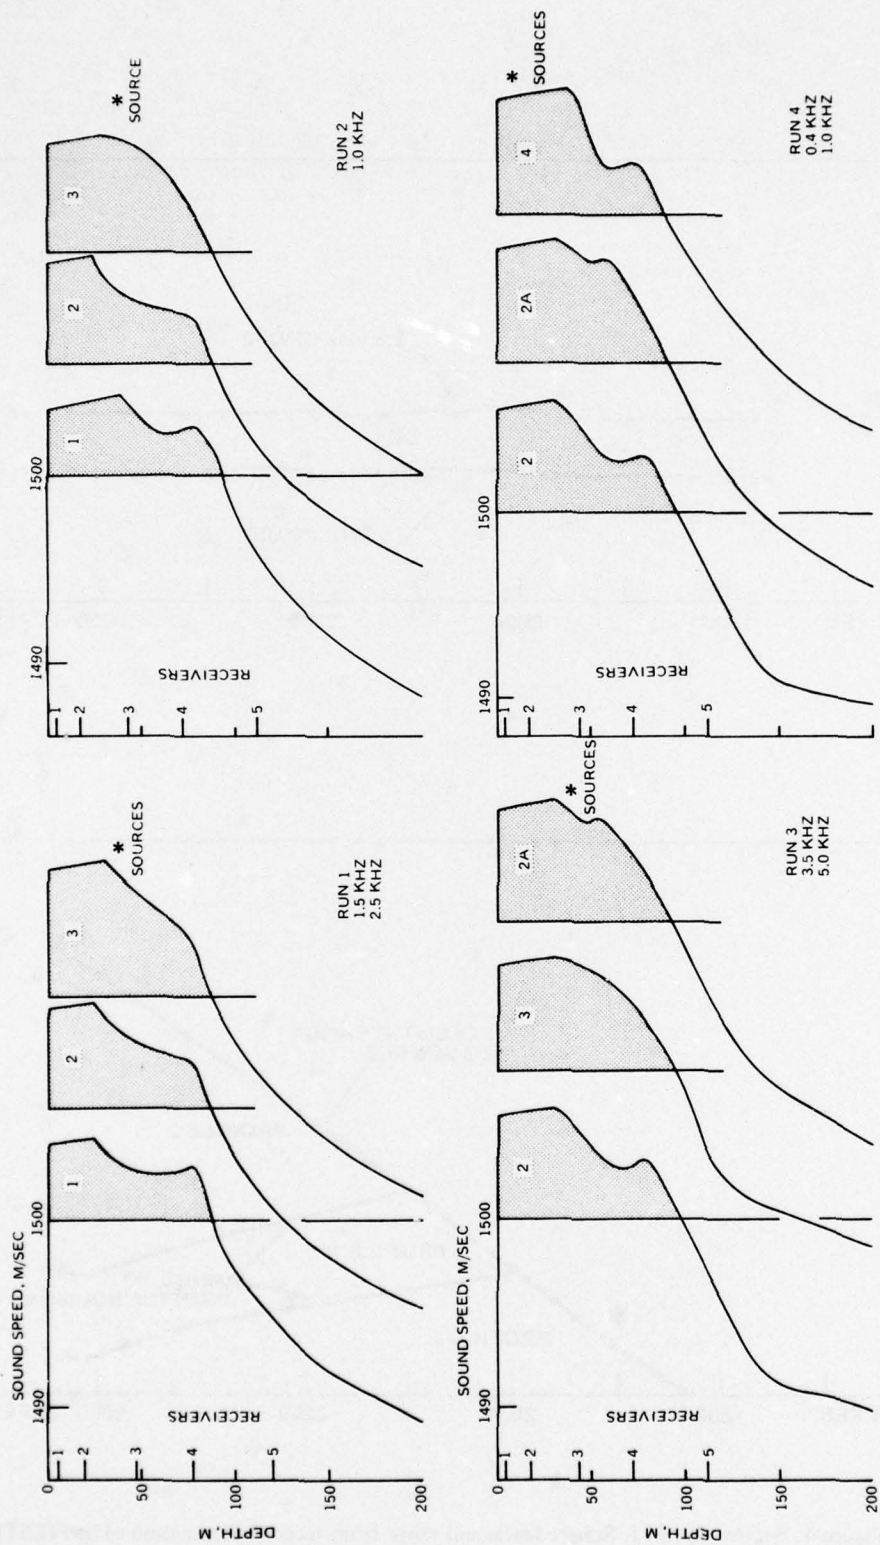 SOUND SPEED, M/SEC
1490
1500
1
2
3
*
SOURCES
RECEIVERS
1
2
3
4
5
DEPTH, M
0
50
100
150
200
RUN 1
1.5 KHZ
2.5 KHZ
1490
1500
1
2
3
*
SOURCE
RECEIVERS
1
2
3
4
5
RUN 2
1.0 KHZ
SOUND SPEED, M/SEC
1490
1500
2
3
2A
*
SOURCES
RECEIVERS
1
2
3
4
5
DEPTH, M
0
50
100
150
200
RUN 3
3.5 KHZ
5.0 KHZ
1490
1500
2
2A
4
*
SOURCES
RECEIVERS
1
2
3
4
5
RUN 4
0.4 KHZ
1.0 KHZ